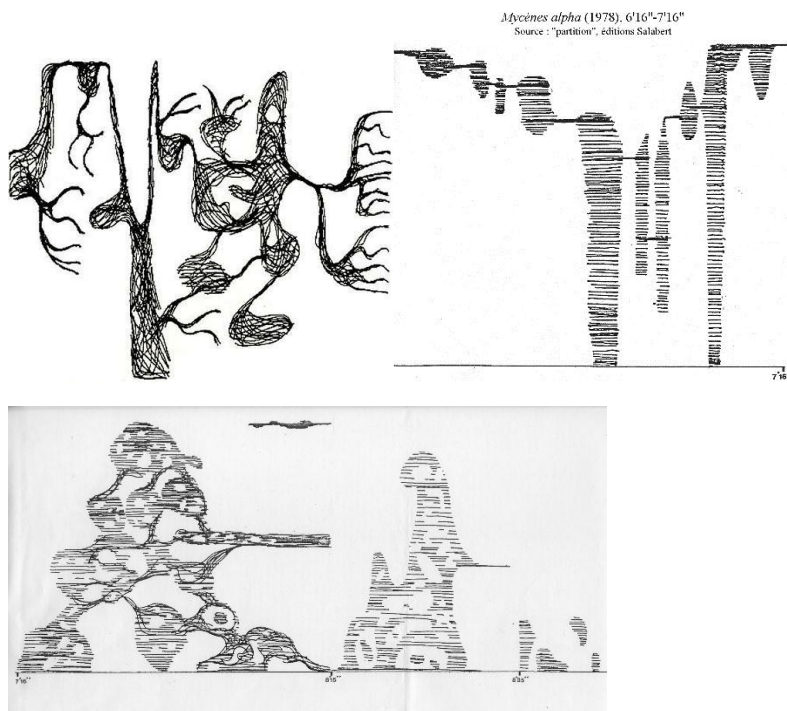 Mycènes alpha (1978), 6'16"-7'16"
Source : "partition", éditions Salabert
7'16
7'16"
8'15"
8'35"